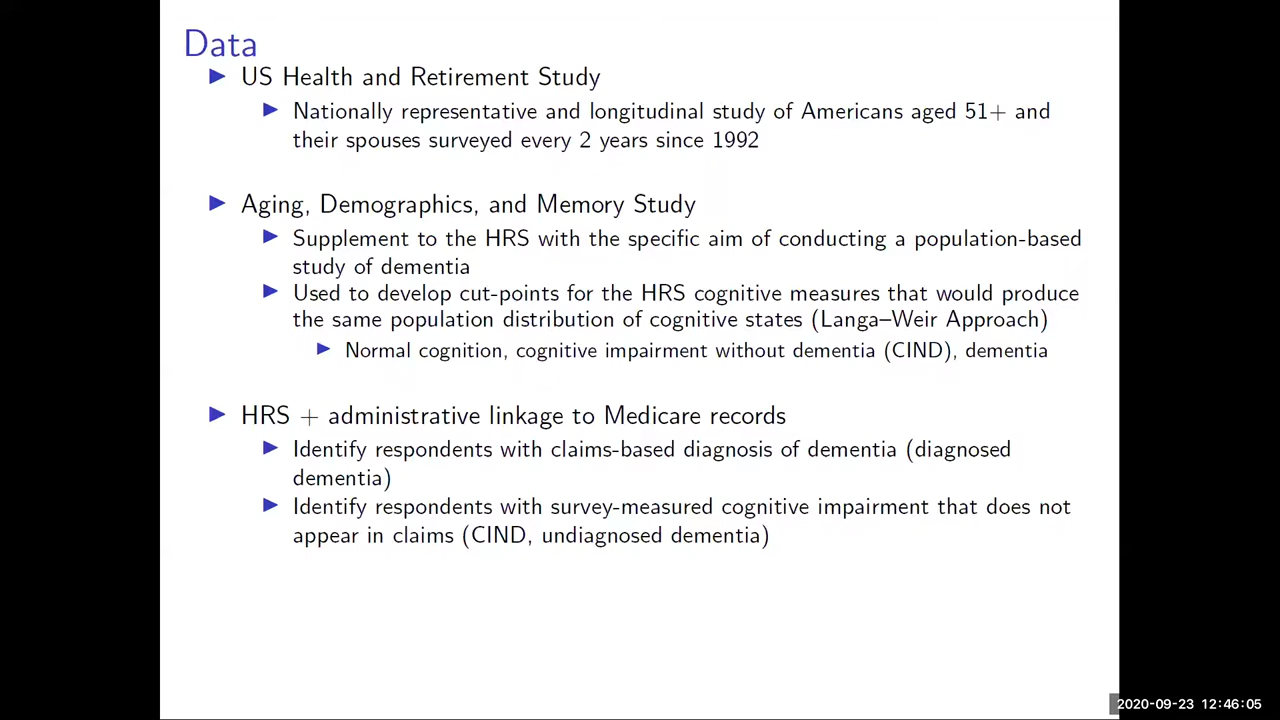 Data
US Health and Retirement Study
Nationally representative and longitudinal study of Americans aged 51+ and
their spouses surveyed every 2 years since 1992
Aging, Demographics, and Memory Study
Supplement to the HRS with the specific aim of conducting a population-based
study of dementia
Used to develop cut-points for the HRS cognitive measures that would produce
the same population distribution of cognitive states (Langa–Weir Approach)
Normal cognition, cognitive impairment without dementia (CIND), dementia
HRS + administrative linkage to Medicare records
Identify respondents with claims-based diagnosis of dementia (diagnosed
dementia)
Identify respondents with survey-measured cognitive impairment that does not
appear in claims (CIND, undiagnosed dementia)
2020-09-23 12:46:05